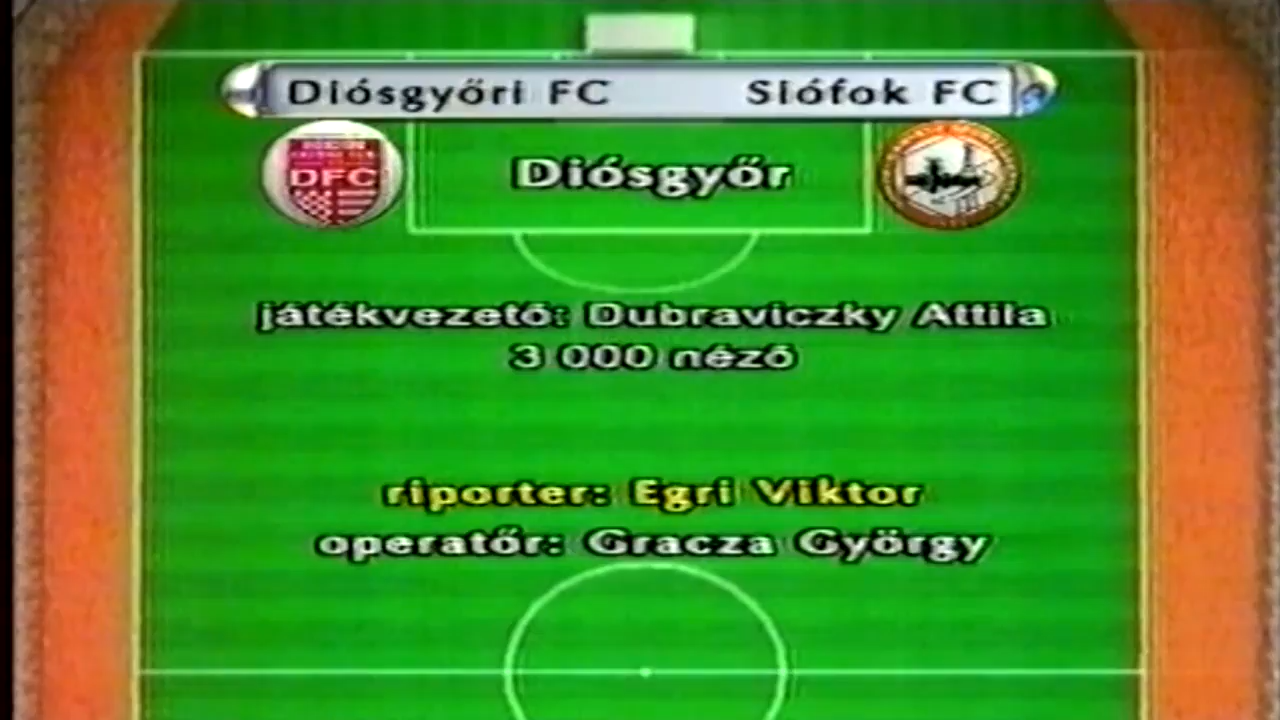 Diósgyőri FC Siófok FC
DFC
Diósgyőr
játékvezető: Dubraviczky Attila
3 000 néző
riporter: Egri Viktor
operatőr: Gracza György